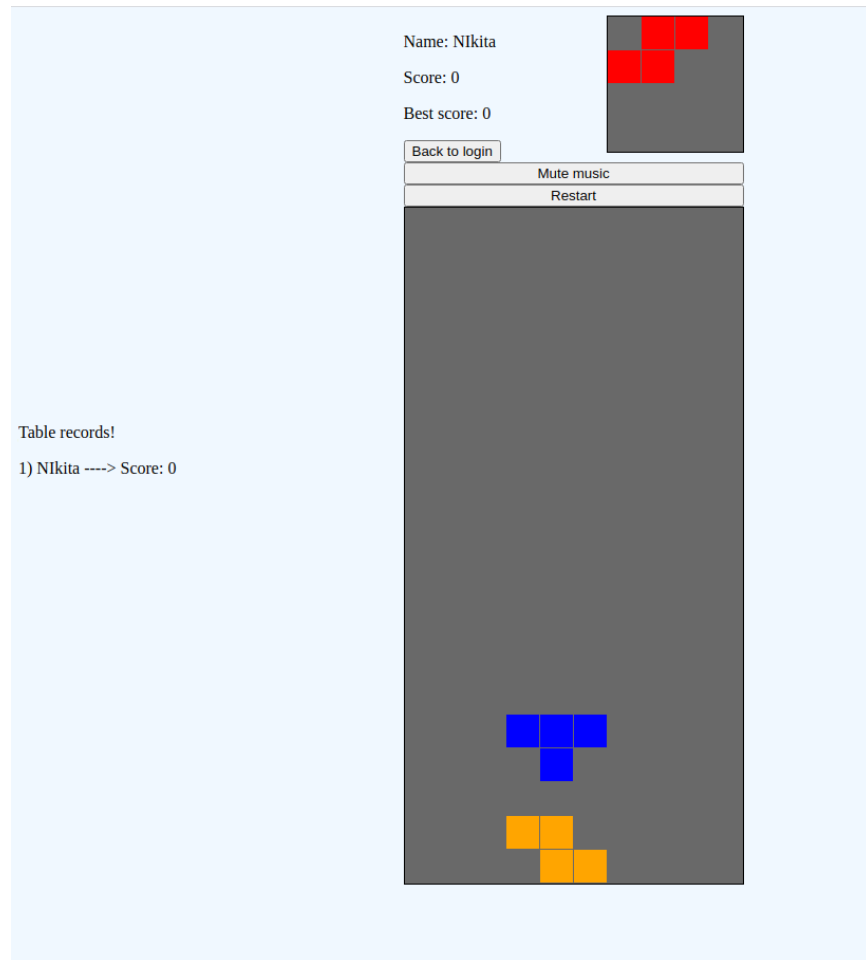 Name: NIkita
Score: 0
Best score: 0
Back to login
Mute music
Restart
Table records!
1) NIkita ----> Score: 0